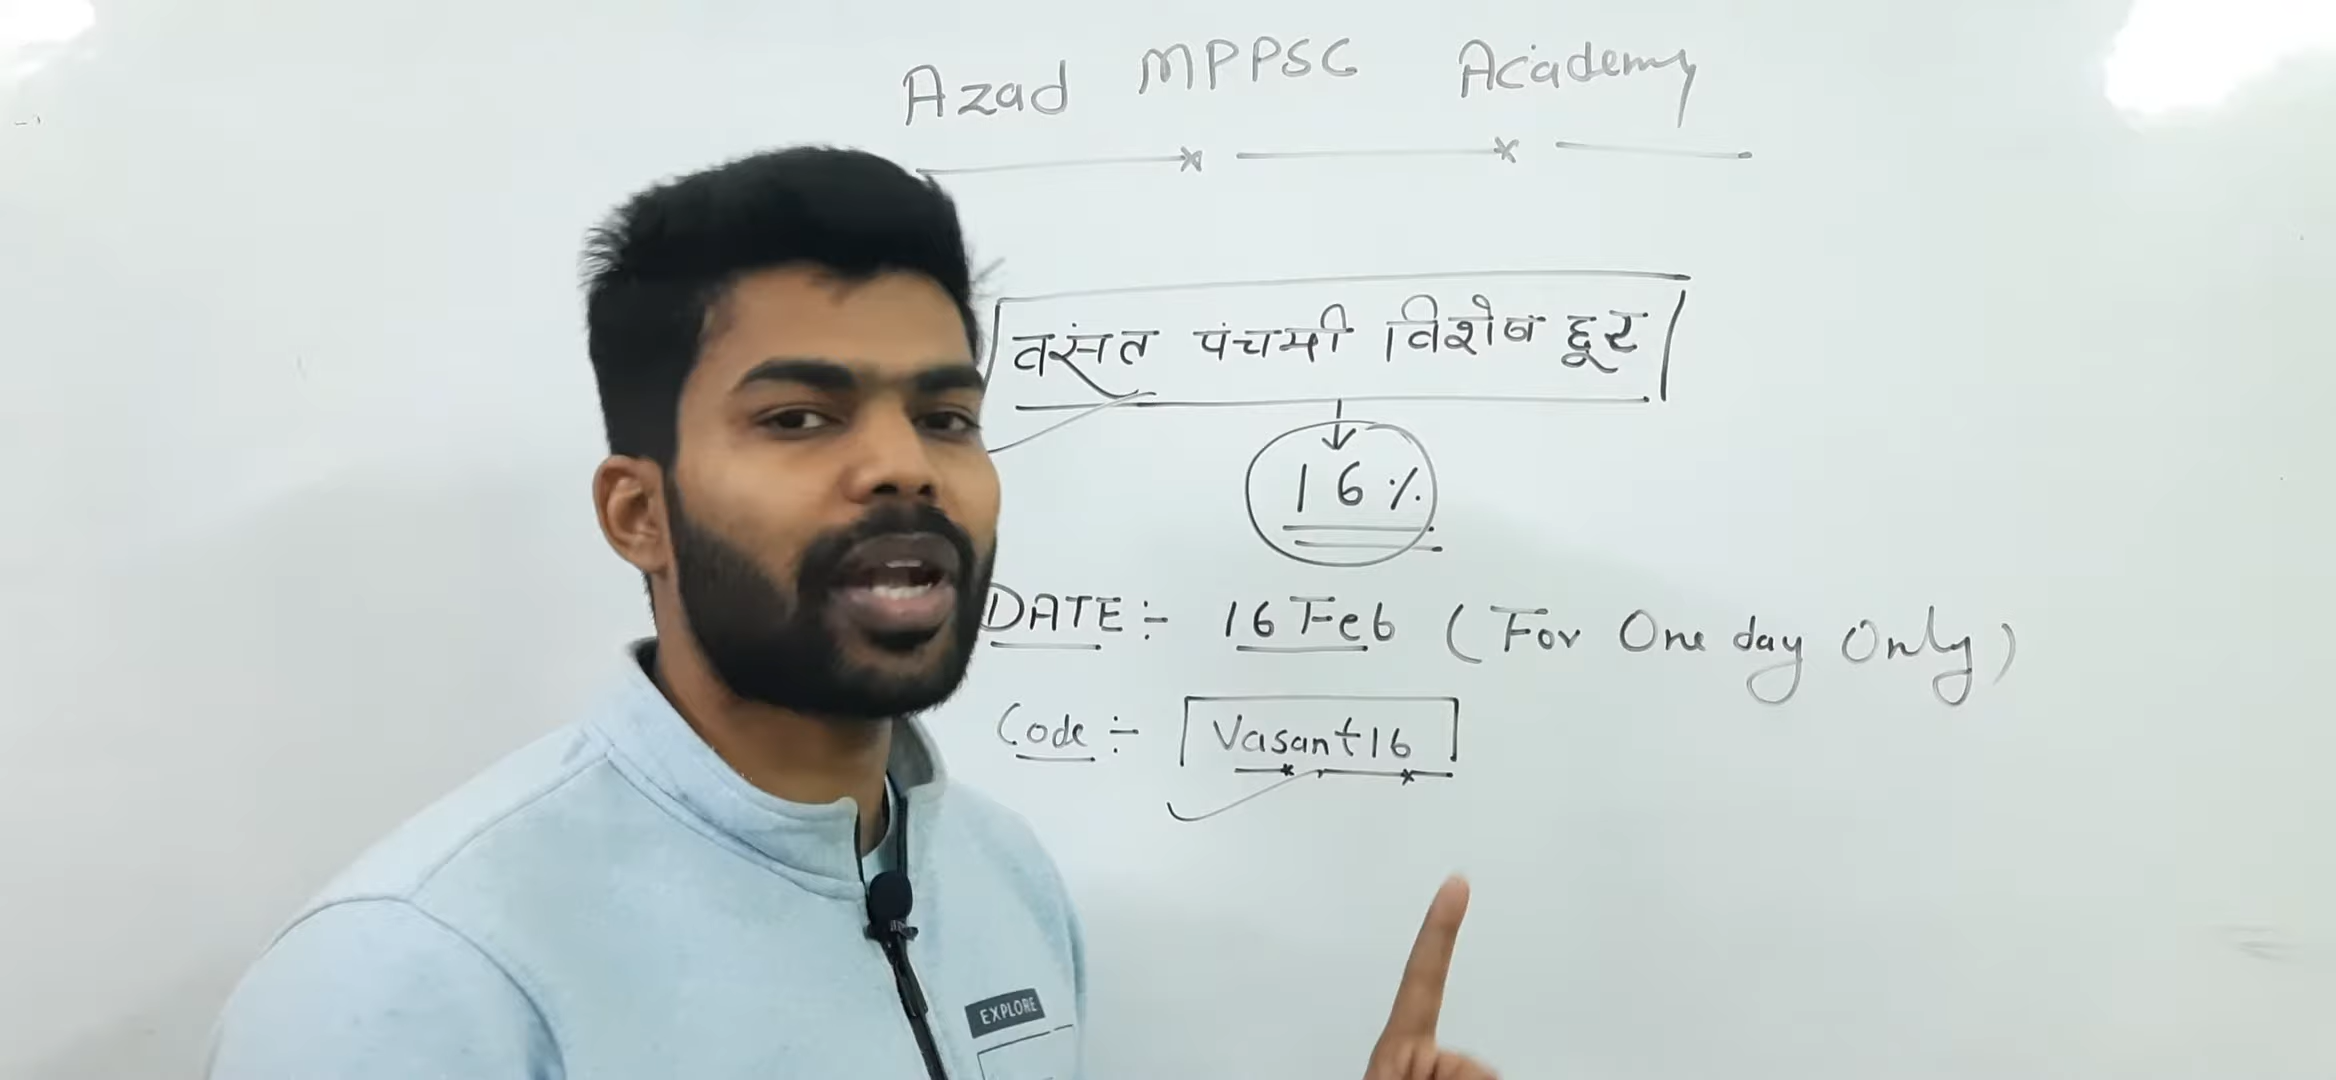 Azad MPPSC Academy
वसंत पंचमी विशेष छूट
16%
DATE :- 16 Feb (For One day Only)
Code :- Vasant16
EXPLORE